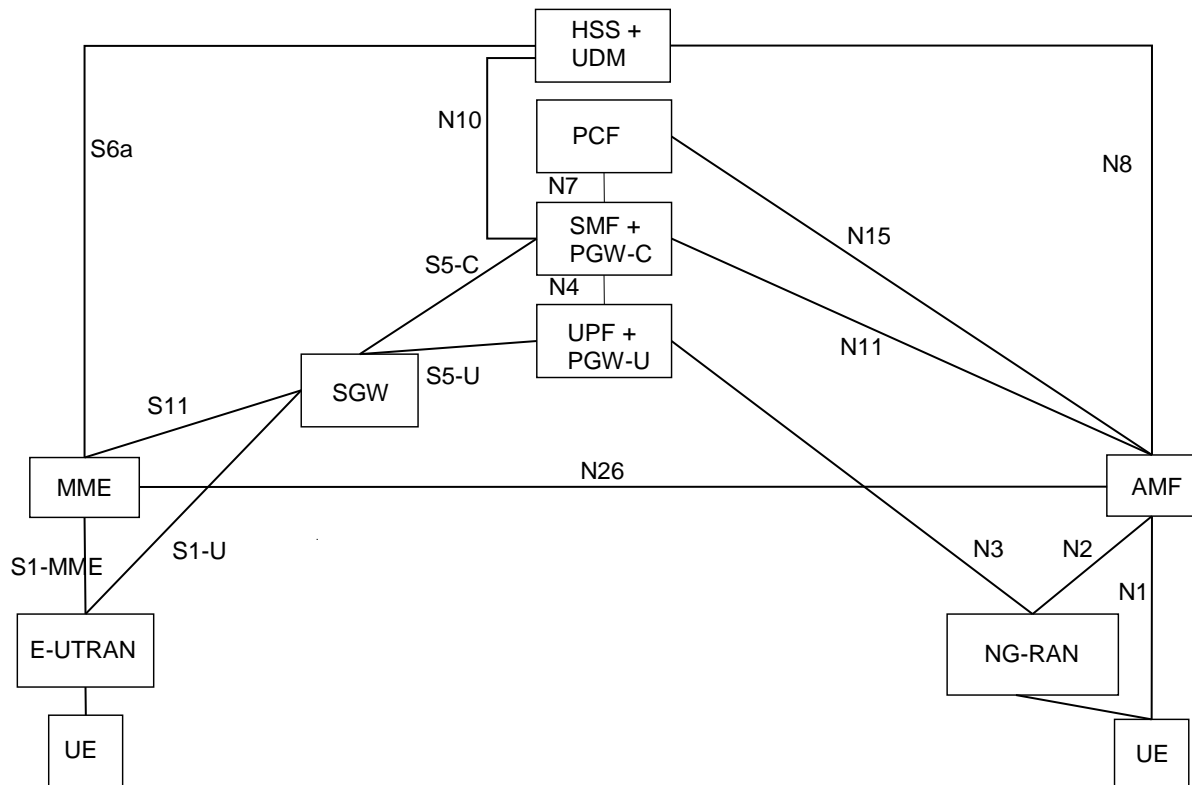 HSS +
UDM
N10
PCF
S6a
N8
N7
SMF +
PGW-C
N15
S5-C
N4
UPF +
PGW-U
N11
S5-U
SGW
S11
N26
MME
AMF
S1-U
N3
N2
S1-MME
N1
E-UTRAN
NG-RAN
UE
UE